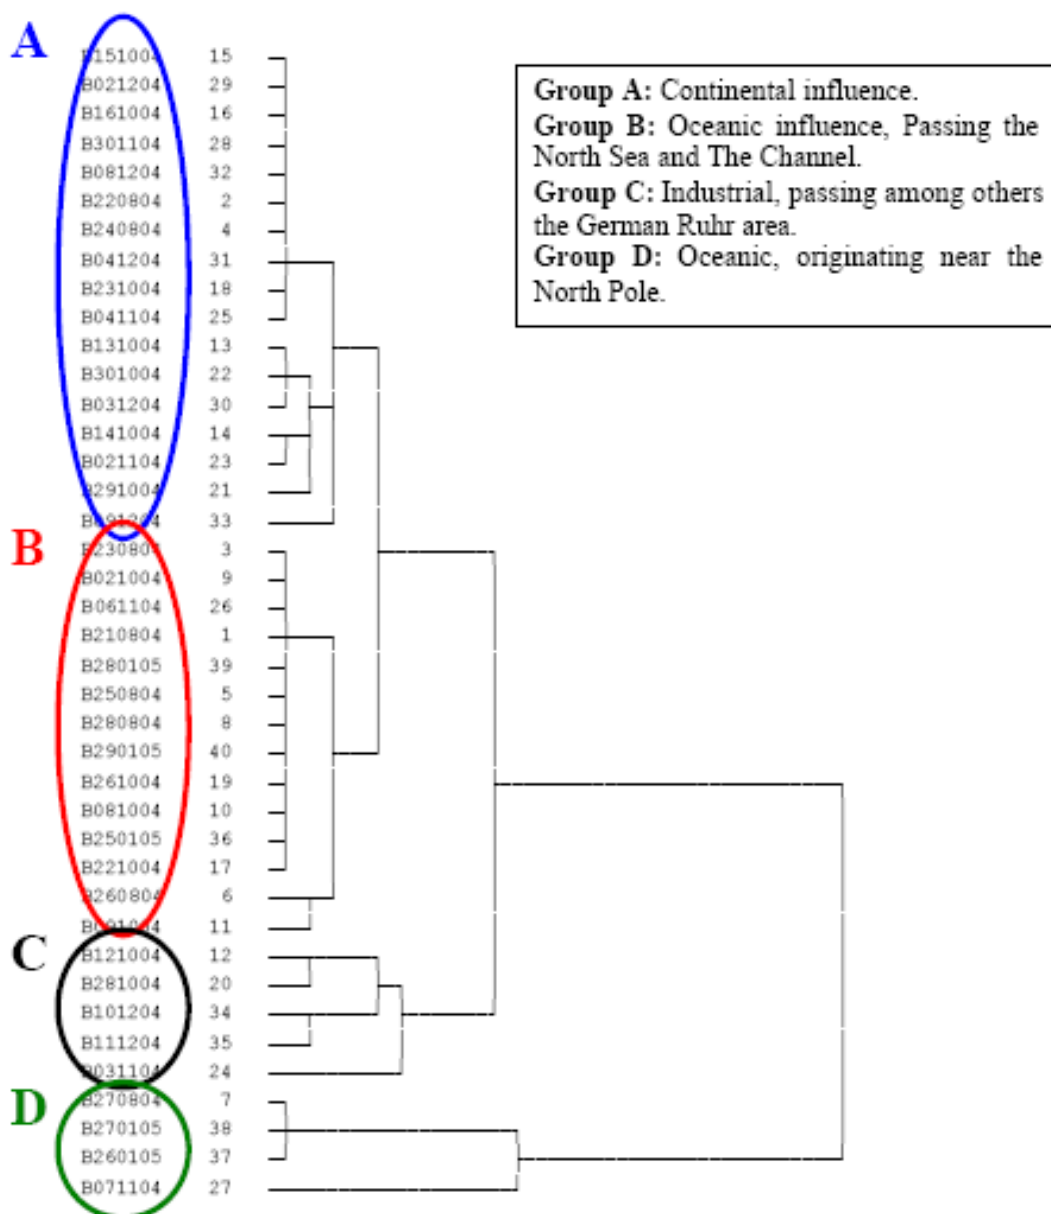 A
B151004 15
B021204 29
B161004 16
B301104 28
B081204 32
B220804 2
B240804 4
B041204 31
B231004 18
B041104 25
B131004 13
B301004 22
B031204 30
B141004 14
B021104 23
B291004 21
B091204 33
B
B230804 3
B021004 9
B061104 26
B210804 1
B280105 39
B250804 5
B280804 8
B290105 40
B261004 19
B081004 10
B250105 36
B221004 17
B260804 6
B091004 11
C
B121004 12
B281004 20
B101204 34
B111204 35
B031104 24
D
B270804 7
B270105 38
B260105 37
B071104 27
Group A: Continental influence.
Group B: Oceanic influence, Passing the
North Sea and The Channel.
Group C: Industrial, passing among others
the German Ruhr area.
Group D: Oceanic, originating near the
North Pole.